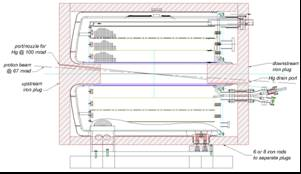 port/nozzle for
Hg @ 100 mrad
proton beam
@ 67 mrad
upstream
iron plug
downstream
iron plug
Hg drain port
6 or 8 iron rods
to separate plugs